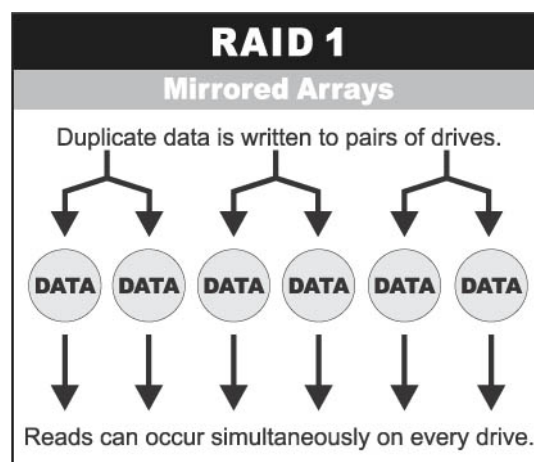 RAID 1
Mirrored Arrays
Duplicate data is written to pairs of drives.
DATA DATA DATA DATA DATA DATA
Reads can occur simultaneously on every drive.